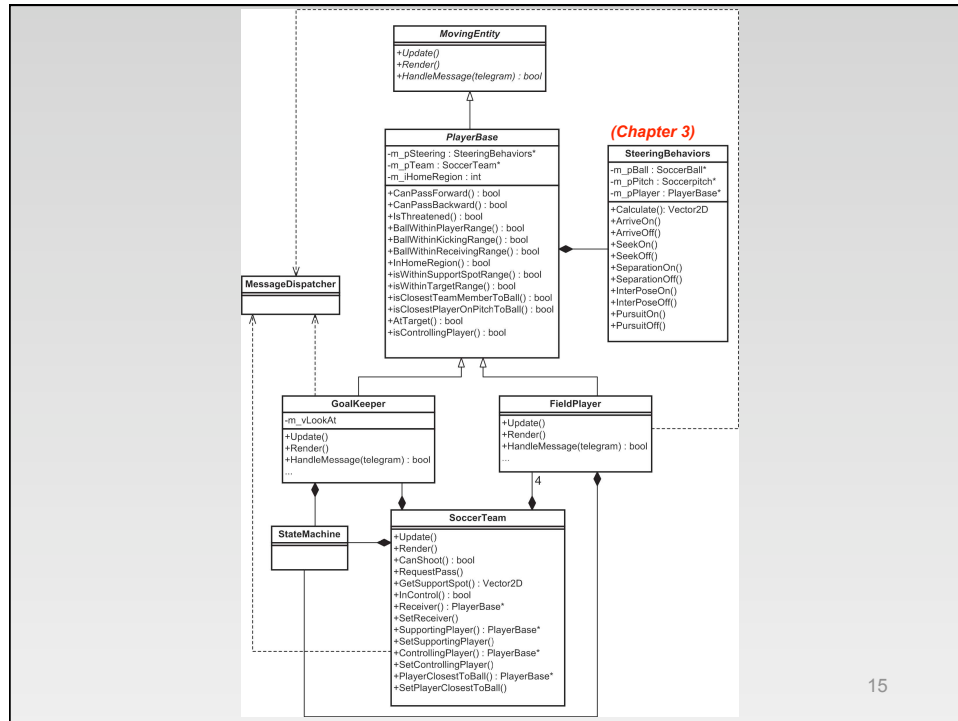 MovingEntity
+Update()
+Render()
+HandleMessage(telegram) : bool
PlayerBase
-m_pSteering : SteeringBehaviors*
-m_pTeam : SoccerTeam*
-m_iHomeRegion : int
+CanPassForward() : bool
+CanPassBackward() : bool
+IsThreatened() : bool
+BallWithinPlayerRange() : bool
+BallWithinKickingRange() : bool
+BallWithinReceivingRange() : bool
+InHomeRegion() : bool
+isWithinSupportSpotRange() : bool
+isWithinTargetRange() : bool
+isClosestTeamMemberToBall() : bool
+isClosestPlayerOnPitchToBall() : bool
+AtTarget() : bool
+isControllingPlayer() : bool
(Chapter 3)
SteeringBehaviors
-m_pBall : SoccerBall*
-m_pPitch : Soccerpitch*
-m_pPlayer : PlayerBase*
+Calculate(): Vector2D
+ArriveOn()
+ArriveOff()
+SeekOn()
+SeekOff()
+SeparationOn()
+SeparationOff()
+InterPoseOn()
+InterPoseOff()
+PursuitOn()
+PursuitOff()
MessageDispatcher
GoalKeeper
-m_vLookAt
+Update()
+Render()
+HandleMessage(telegram) : bool
...
FieldPlayer
+Update()
+Render()
+HandleMessage(telegram) : bool
...
4
StateMachine
SoccerTeam
+Update()
+Render()
+CanShoot() : bool
+RequestPass()
+GetSupportSpot() : Vector2D
+InControl() : bool
+Receiver() : PlayerBase*
+SetReceiver()
+SupportingPlayer() : PlayerBase*
+SetSupportingPlayer()
+ControllingPlayer() : PlayerBase*
+SetControllingPlayer()
+PlayerClosestToBall() : PlayerBase*
+SetPlayerClosestToBall()
15